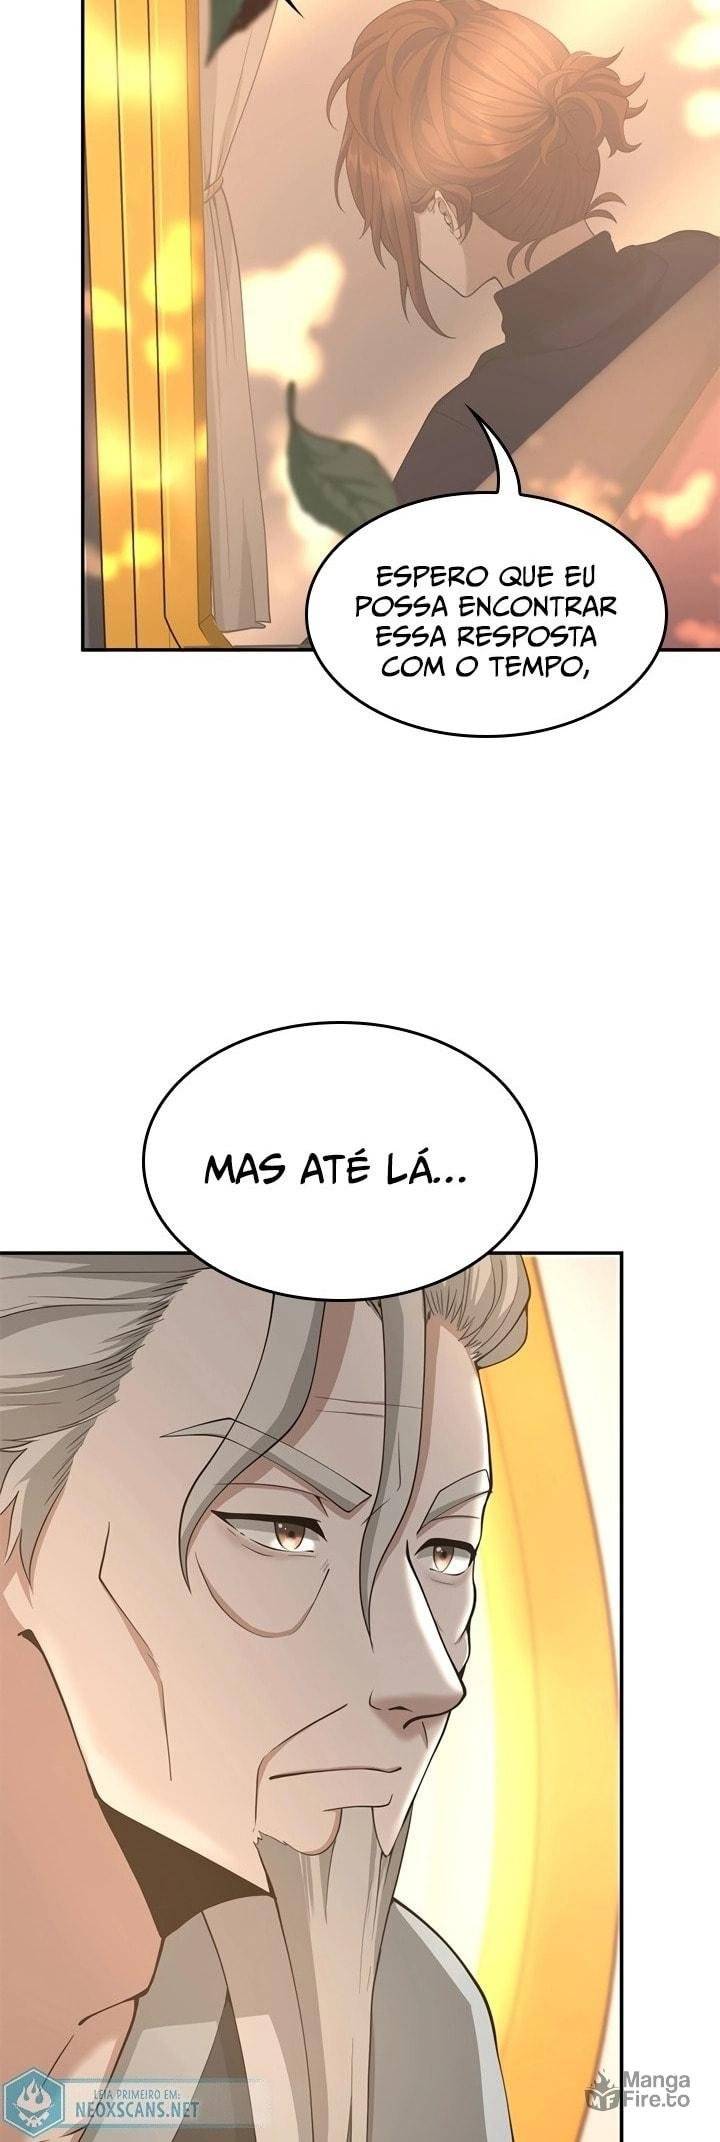 ESPERO QUE EU
POSSA ENCONTRAR
ESSA RESPOSTA
COM O TEMPO,
MAS ATÉ LÁ...
LEIA PRIMEIRO EM:
NEOXSCANS.NET
MF
Manga
Fire.to